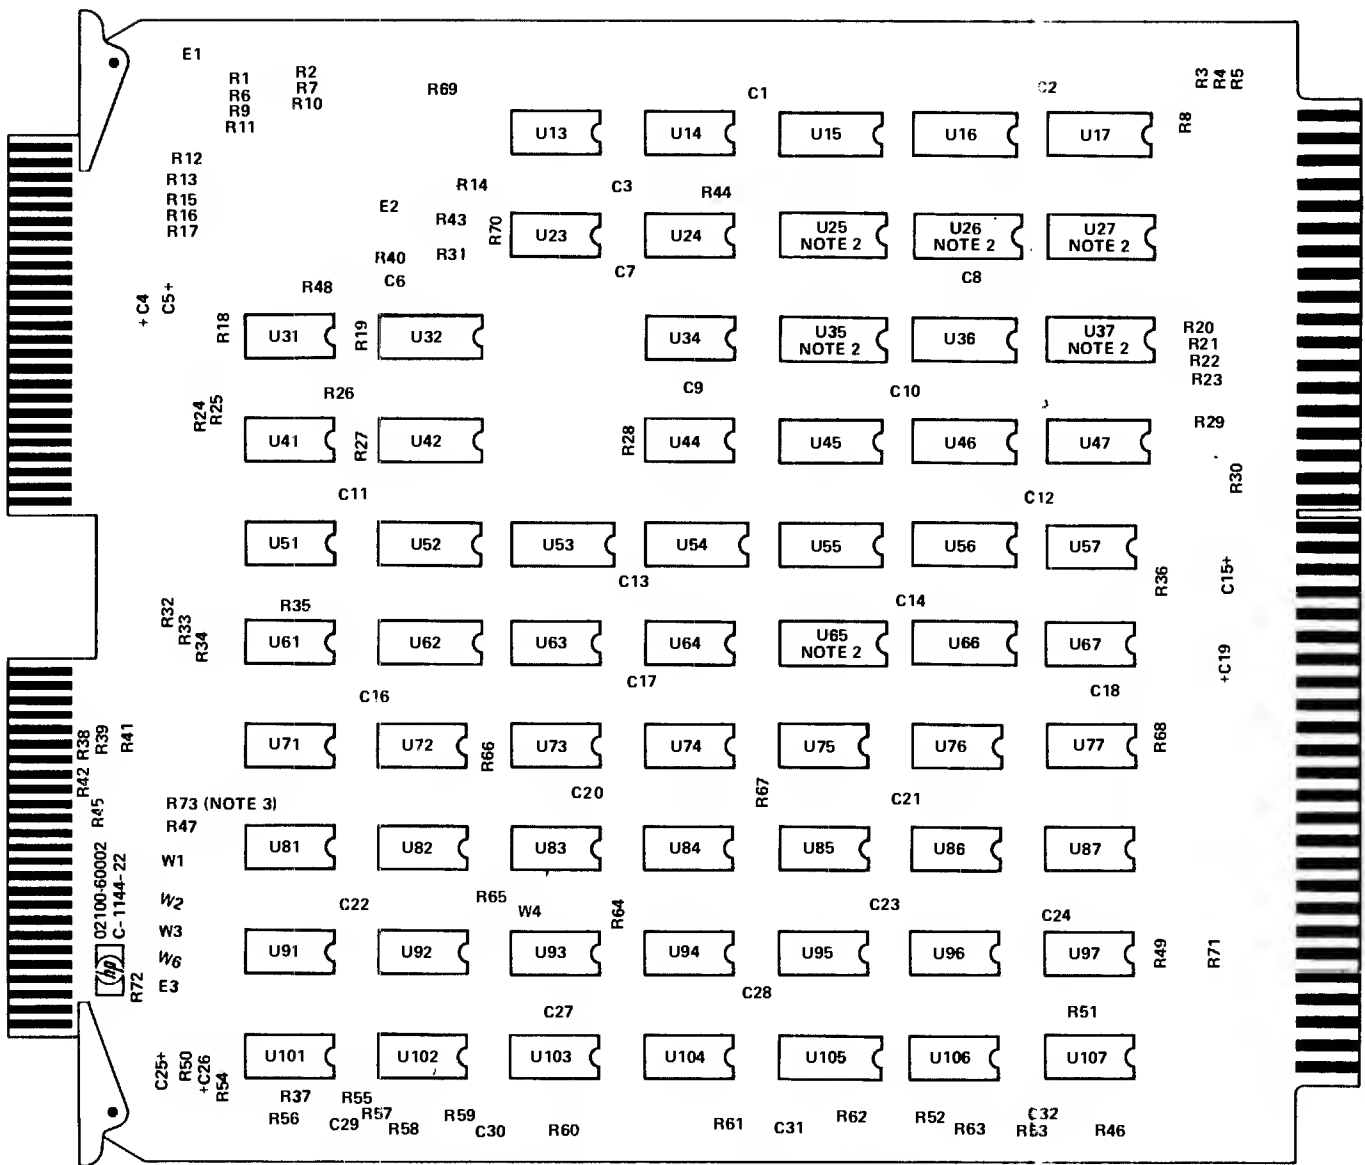 E1
R1
R2
R6
R7
R9
R10
R11
R69
C1
C2
R3
R4
R5
U13
U14
U15
U16
U17
R8
R12
R13
R15
R16
R17
R14
C3
R44
E2
R43
R70
R40
R31
U23
U24
U25
NOTE 2
U26
NOTE 2
U27
NOTE 2
C6
C7
C8
R48
+C4
C5+
R18
U31
R19
U32
U34
U35
NOTE 2
U36
U37
NOTE 2
R20
R21
R22
R23
R26
C9
C10
R24
R25
U41
R27
U42
R28
U44
U45
U46
U47
R29
R30
C11
C12
U51
U52
U53
U54
U55
U56
U57
C13
R36
C15+
R32
R33
R34
R35
C14
U61
U62
U63
U64
U65
NOTE 2
U66
U67
+C19
C16
C17
C18
R38
R39
R41
U71
U72
R66
U73
U74
U75
U76
U77
R68
R42
R45
R73 (NOTE 3)
C20
R67
C21
R47
U81
U82
U83
U84
U85
U86
U87
W1
02100-60002
C-1144-22
W2
C22
R65
W4
R64
C23
C24
W3
U91
U92
U93
U94
U95
U96
U97
R49
R71
W6
hp
R72
E3
C28
C27
R51
U101
U102
U103
U104
U105
U106
U107
C25+
R50
+C26
R54
R37
R55
R56
C29
R57
R58
R59
C30
R60
R61
C31
R62
R52
R63
C32
R53
R46